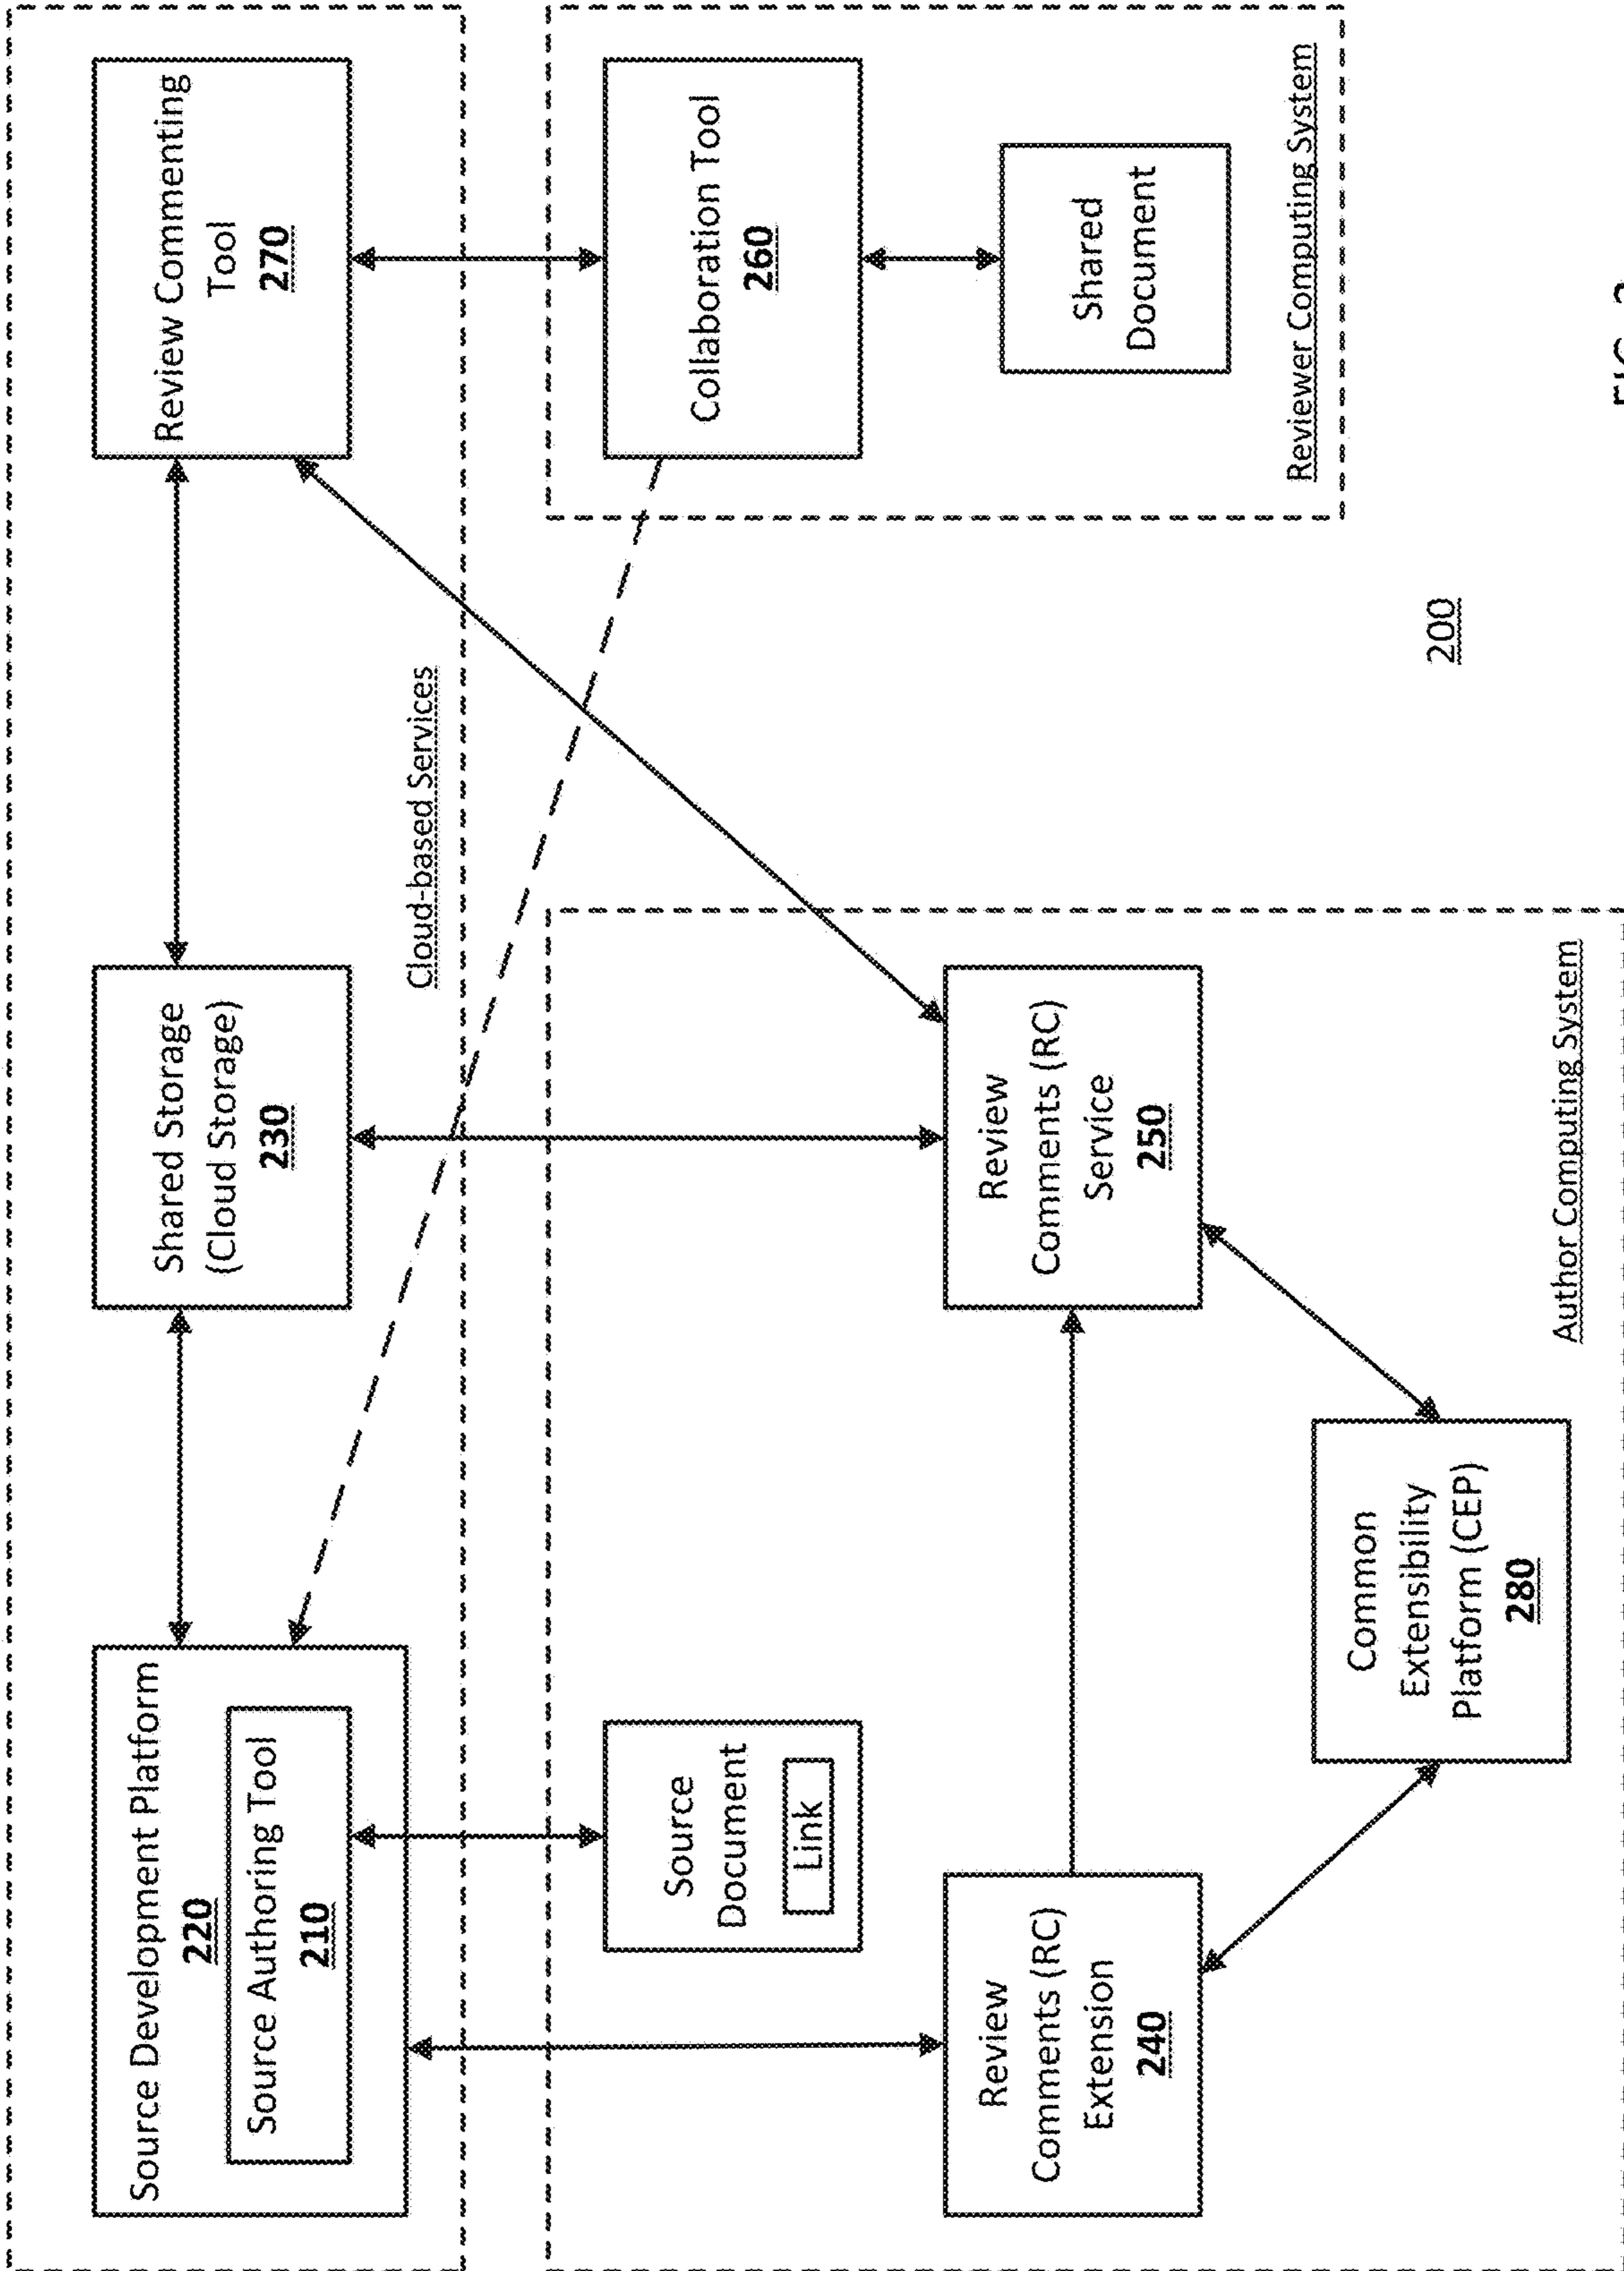 Source Development Platform
220
Source Authoring Tool
210
Shared Storage
(Cloud Storage)
230
Review Commenting
Tool
270
Cloud-based Services
Source
Document
Link
Collaboration Tool
260
Shared
Document
Reviewer Computing System
Review
Comments (RC)
Extension
240
Review
Comments (RC)
Service
250
Common
Extensibility
Platform (CEP)
280
Author Computing System
200
FIG.